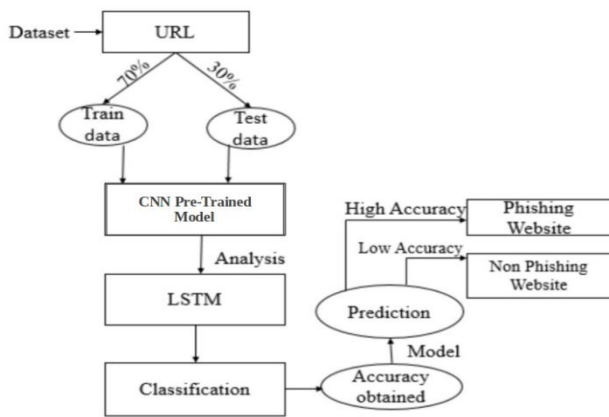 Dataset
URL
70%
30%
Train
data
Test
data
CNN Pre-Trained
Model
Analysis
LSTM
Classification
Accuracy
obtained
Model
Prediction
High Accuracy
Phishing
Website
Low Accuracy
Non Phishing
Website